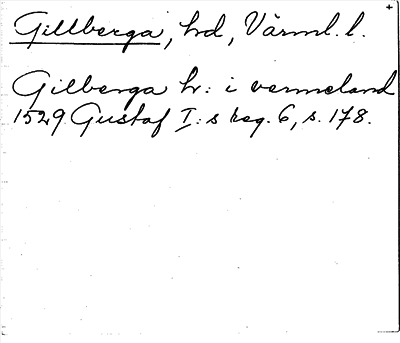 Gillberga, hd, Värml. l.
Gilberga hr: i vermeland
1529 Gustaf I:s reg. 6, s. 178.